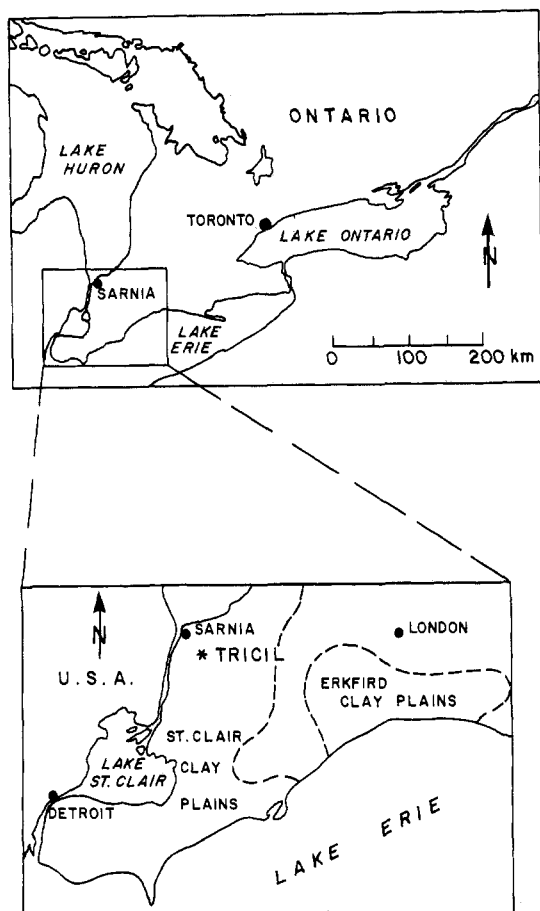 ONTARIO
LAKE
HURON
TORONTO
LAKE ONTARIO
N
SARNIA
LAKE
ERIE
0 100 200 km
N
SARNIA
* TRICIL
LONDON
U.S.A.
ERKFIRD
CLAY PLAINS
ST. CLAIR
CLAY
PLAINS
LAKE
ST. CLAIR
DETROIT
LAKE ERIE